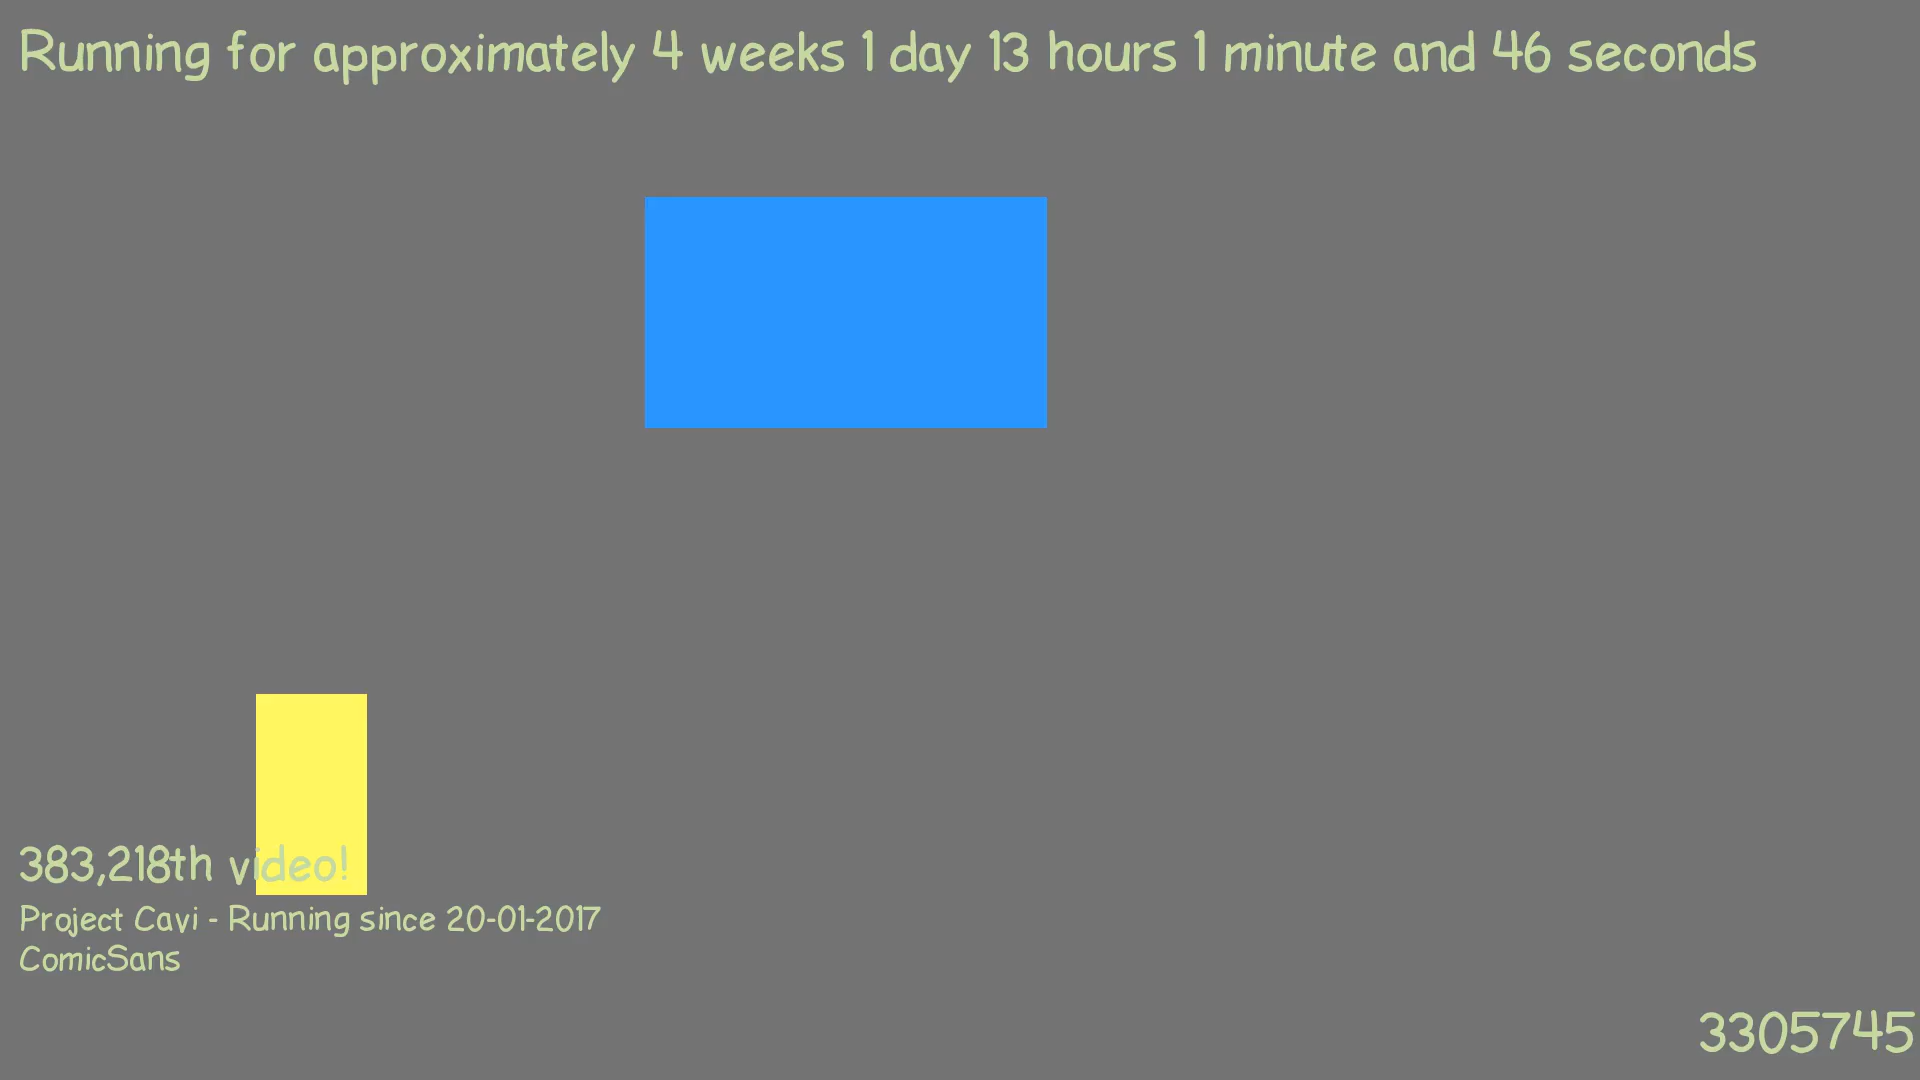 Running for approximately 4 weeks 1 day 13 hours 1 minute and 46 seconds
383,218th video!
Project Cavi - Running since 20-01-2017
ComicSans
3305745